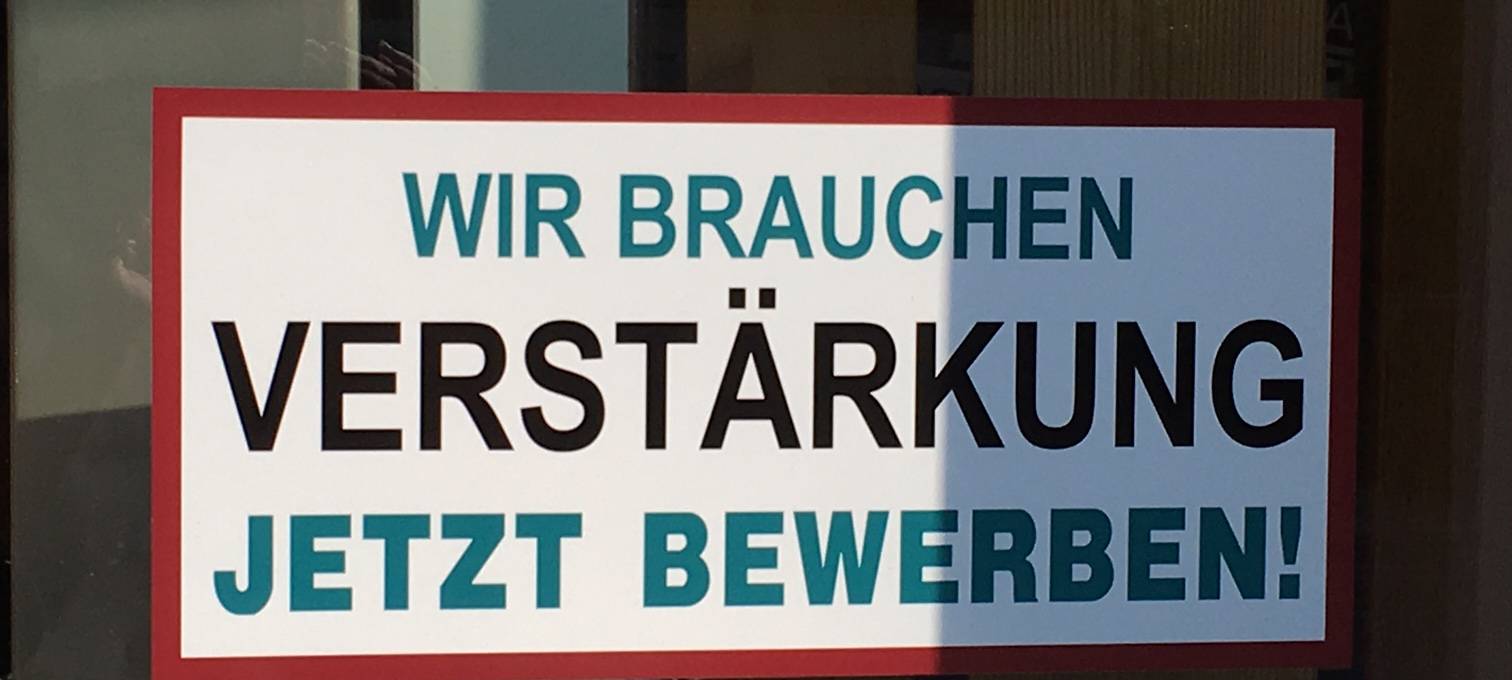 WIR BRAUCHEN
VERSTÄRKUNG
JETZT BEWERBEN!